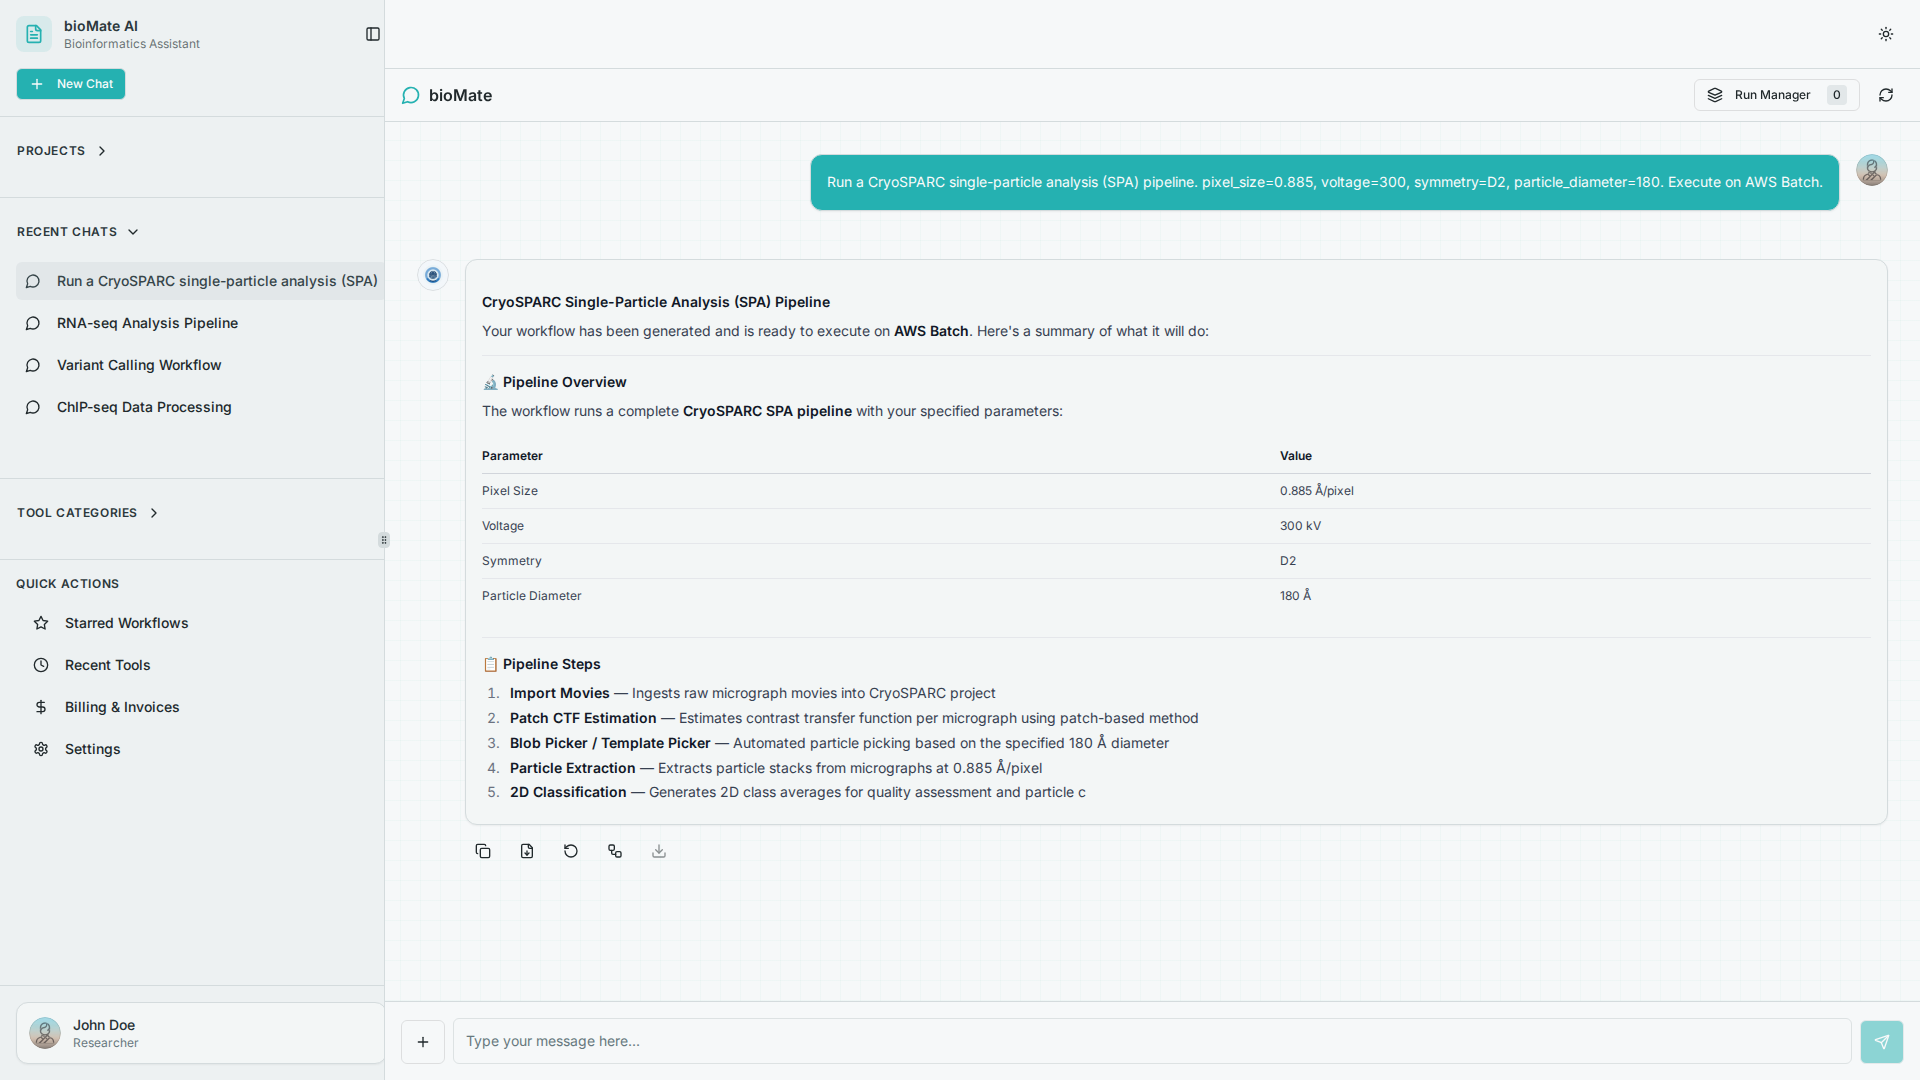 bioMate AI
Bioinformatics Assistant
New Chat
PROJECTS
RECENT CHATS
Run a CryoSPARC single-particle analysis (SPA)
RNA-seq Analysis Pipeline
Variant Calling Workflow
ChIP-seq Data Processing
TOOL CATEGORIES
QUICK ACTIONS
Starred Workflows
Recent Tools
Billing & Invoices
Settings
John Doe
Researcher
bioMate
Run Manager 0
Run a CryoSPARC single-particle analysis (SPA) pipeline. pixel_size=0.885, voltage=300, symmetry=D2, particle_diameter=180. Execute on AWS Batch.
CryoSPARC Single-Particle Analysis (SPA) Pipeline
Your workflow has been generated and is ready to execute on AWS Batch. Here's a summary of what it will do:
🔬 Pipeline Overview
The workflow runs a complete CryoSPARC SPA pipeline with your specified parameters:
Parameter Value
Pixel Size 0.885 Å/pixel
Voltage 300 kV
Symmetry D2
Particle Diameter 180 Å
📋 Pipeline Steps
1. Import Movies — Ingests raw micrograph movies into CryoSPARC project
2. Patch CTF Estimation — Estimates contrast transfer function per micrograph using patch-based method
3. Blob Picker / Template Picker — Automated particle picking based on the specified 180 Å diameter
4. Particle Extraction — Extracts particle stacks from micrographs at 0.885 Å/pixel
5. 2D Classification — Generates 2D class averages for quality assessment and particle c
Type your message here...